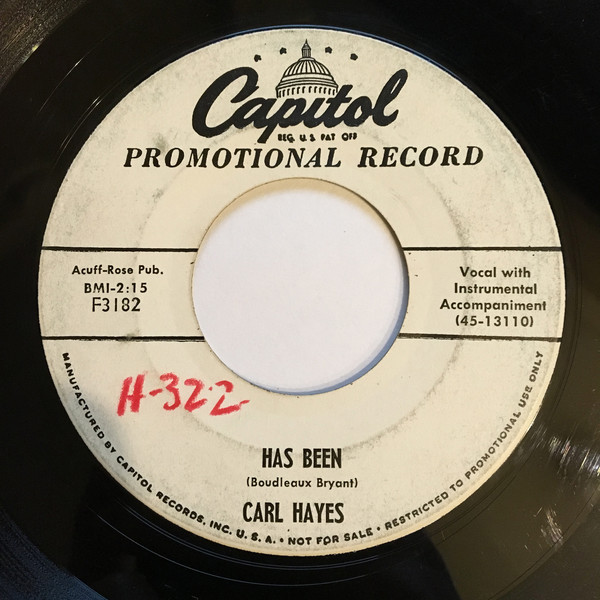 Capitol
REG. U.S. PAT. OFF.
PROMOTIONAL RECORD
Acuff-Rose Pub.
BMI-2:15
F3182
Vocal with
Instrumental
Accompaniment
(45-13110)
H-322
HAS BEEN
(Boudleaux Bryant)
CARL HAYES
MANUFACTURED BY CAPITOL RECORDS, INC. U.S.A. • NOT FOR SALE • RESTRICTED TO PROMOTIONAL USE ONLY